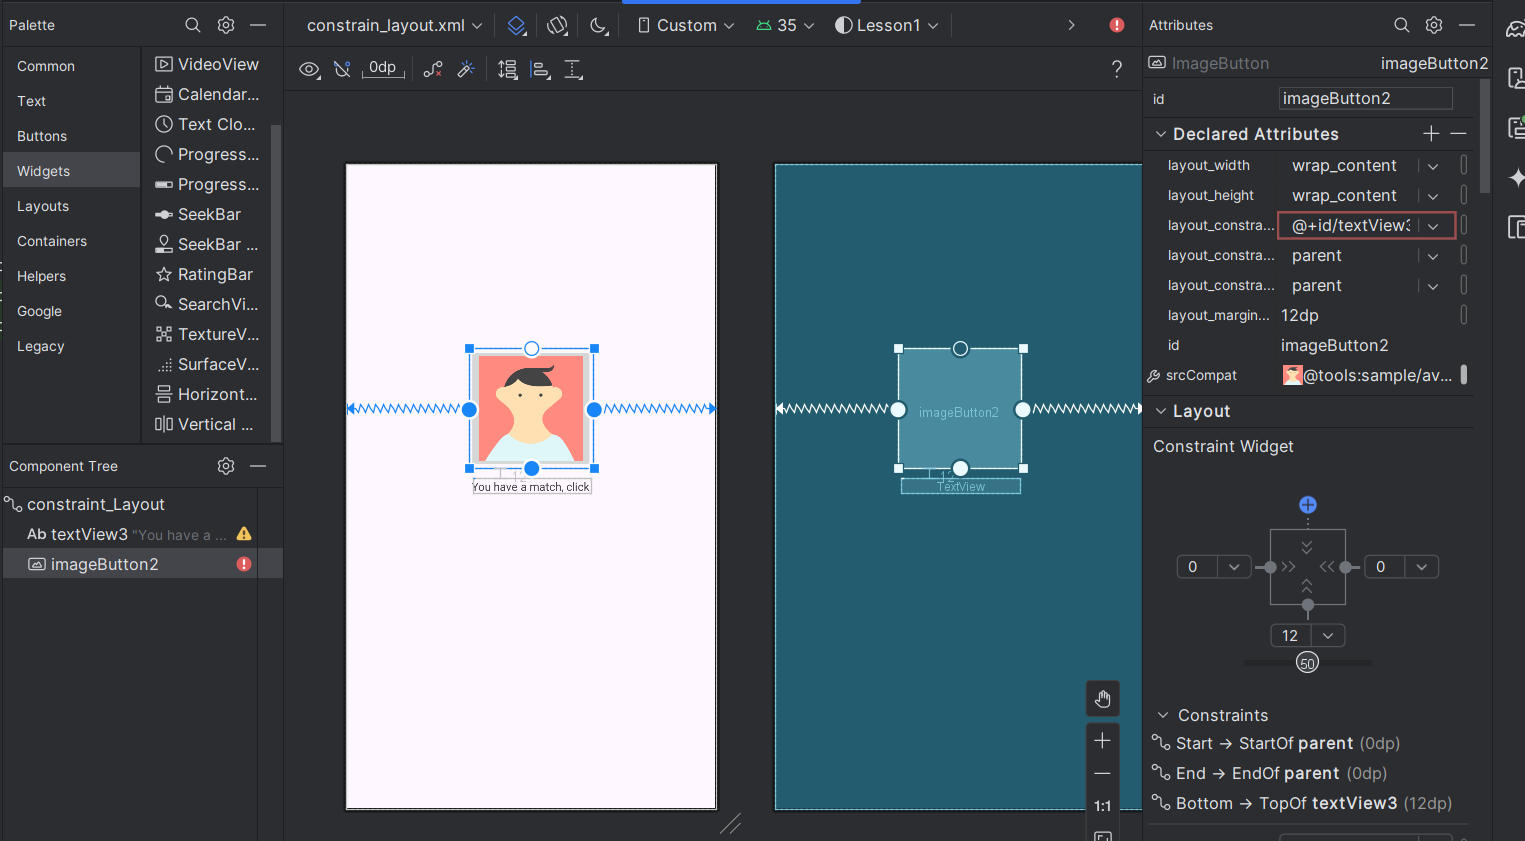 Palette
Common
Text
Buttons
Widgets
Layouts
Containers
Helpers
Google
Legacy
VideoView
Calendar...
Text Clo...
Progress...
Progress...
SeekBar
SeekBar ...
RatingBar
SearchVi...
TextureV...
SurfaceV...
Horizont...
Vertical ...
Component Tree
constraint_Layout
Ab textView3 "You have a ...
imageButton2
constrain_layout.xml
Custom
35
Lesson1
0dp
?
12
You have a match, click
imageButton2
12
TextView
1:1
Attributes
ImageButton imageButton2
id imageButton2
Declared Attributes
layout_width wrap_content
layout_height wrap_content
layout_constra... @+id/textView3
layout_constra... parent
layout_constra... parent
layout_margin... 12dp
id imageButton2
srcCompat @tools:sample/av...
Layout
Constraint Widget
0
0
12
50
Constraints
Start → StartOf parent (0dp)
End → EndOf parent (0dp)
Bottom → TopOf textView3 (12dp)